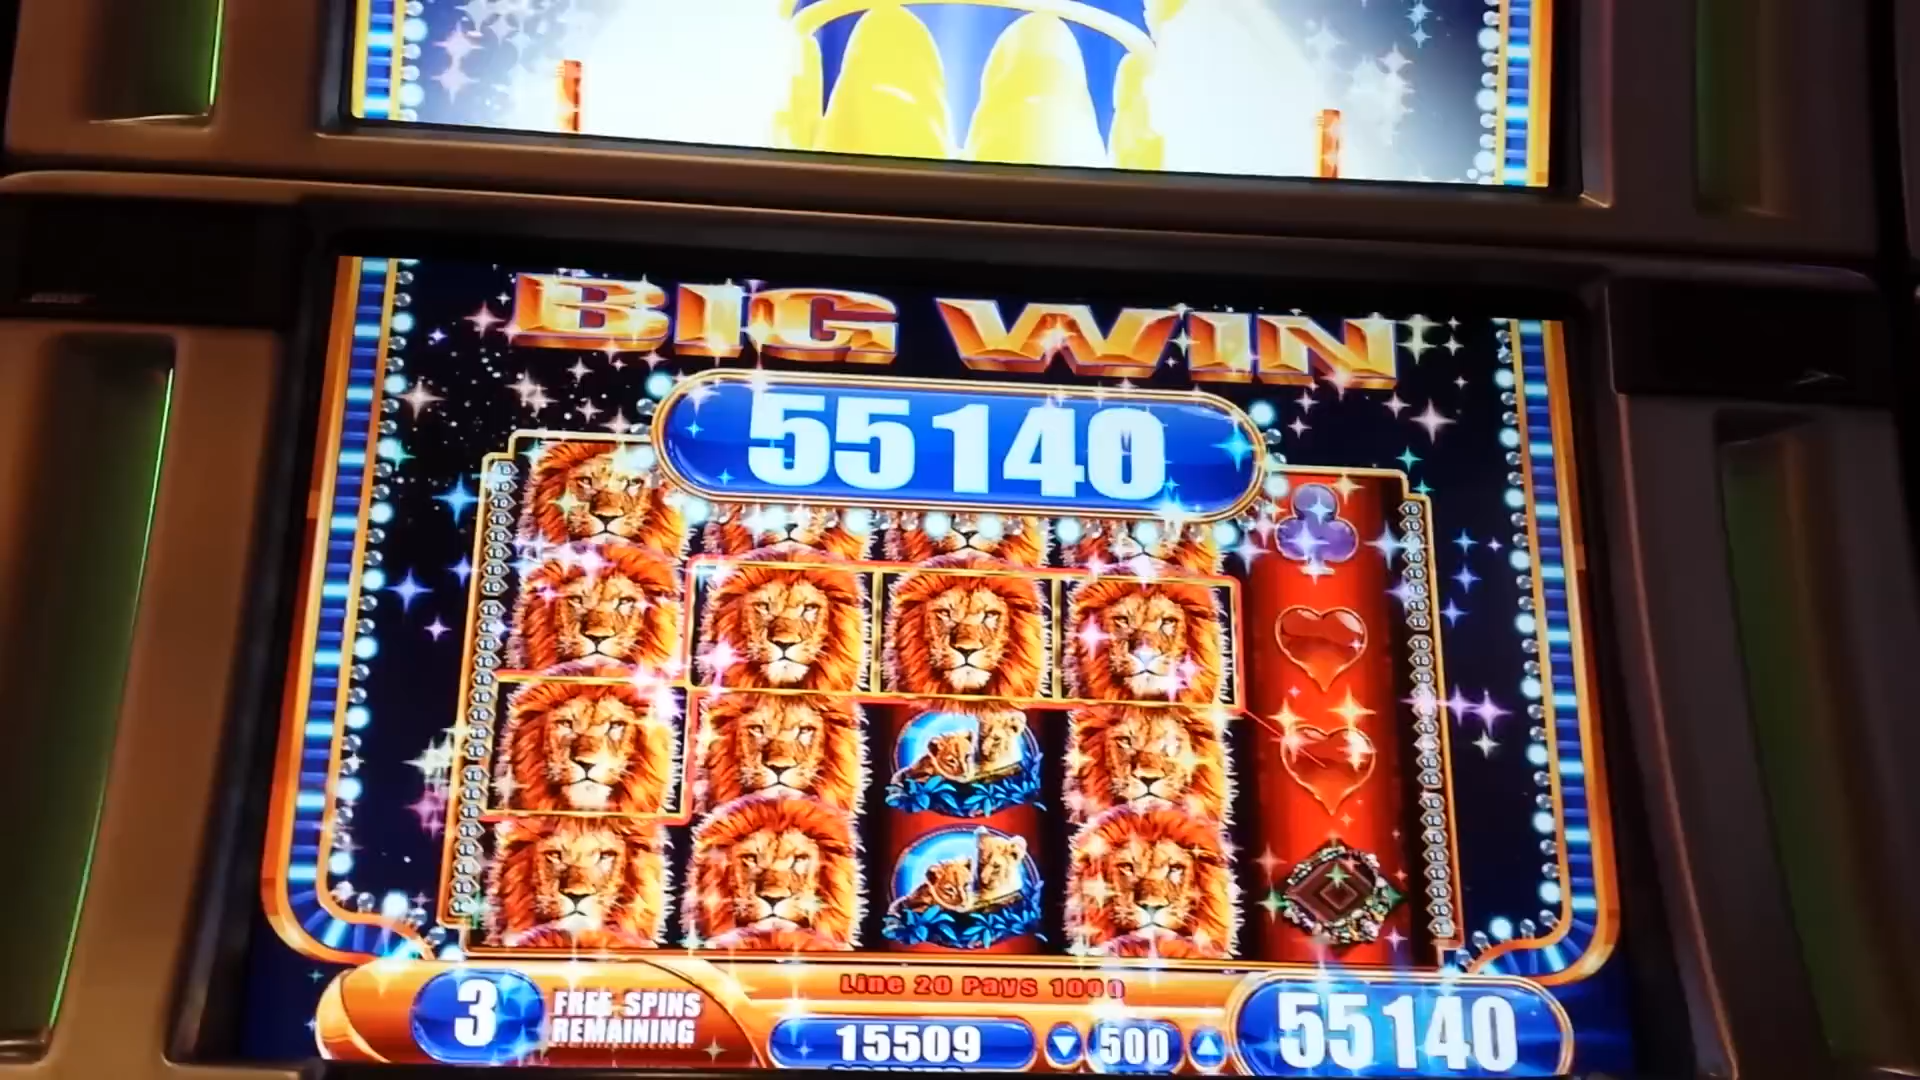 BIG WIN
55140
Line 20 Pays 1000
3
FREE SPINS
REMAINING
15509
500
55140